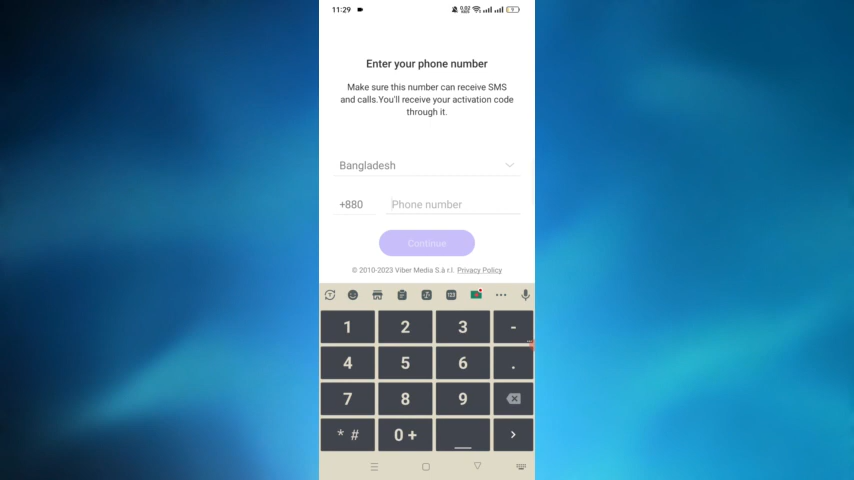 11:29
Enter your phone number
Make sure this number can receive SMS
and calls.You'll receive your activation code
through it.
Bangladesh
+880 Phone number
Continue
© 2010-2023 Viber Media S.à r.l. Privacy Policy
1 2 3 -
4 5 6 .
7 8 9
* # 0 + _